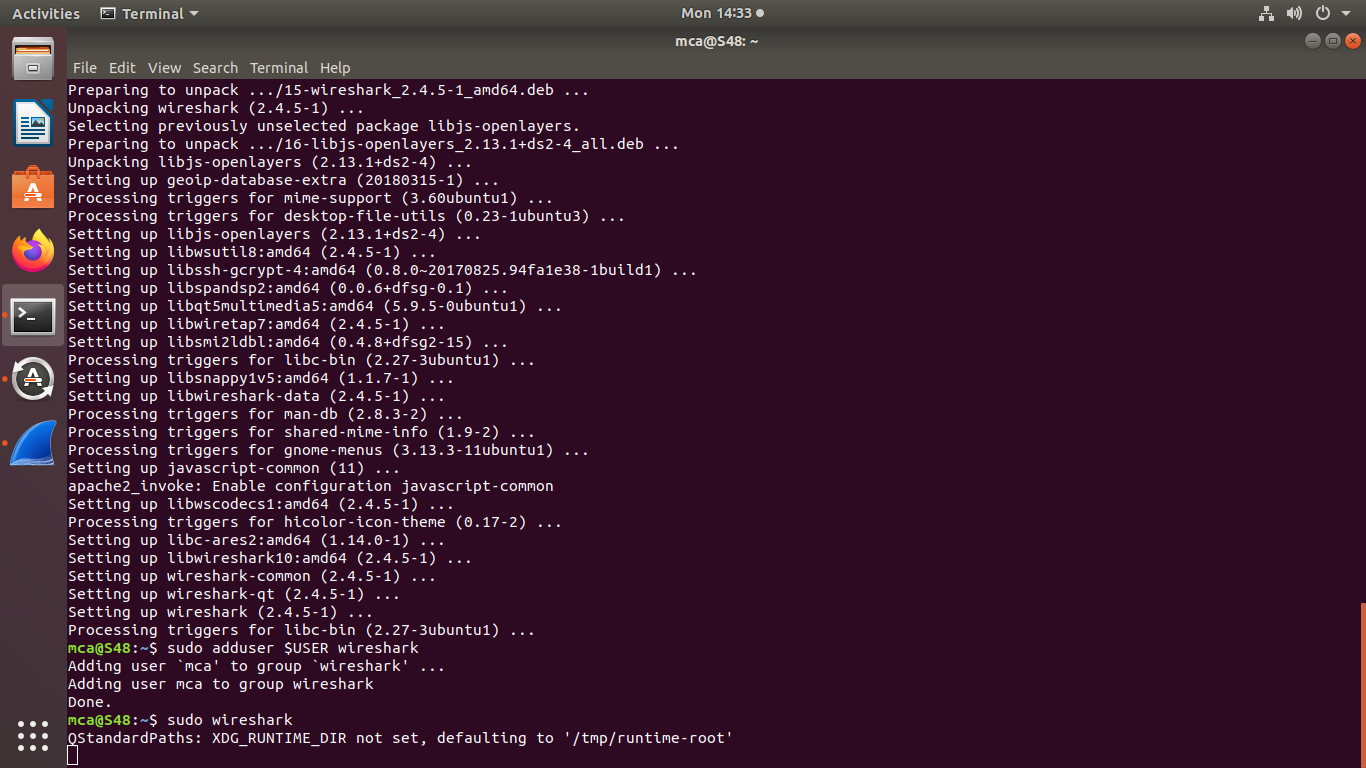 Activities Terminal Mon 14:33
mca@S48: ~
File Edit View Search Terminal Help
Preparing to unpack .../15-wireshark_2.4.5-1_amd64.deb ...
Unpacking wireshark (2.4.5-1) ...
Selecting previously unselected package libjs-openlayers.
Preparing to unpack .../16-libjs-openlayers_2.13.1+ds2-4_all.deb ...
Unpacking libjs-openlayers (2.13.1+ds2-4) ...
Setting up geoip-database-extra (20180315-1) ...
Processing triggers for mime-support (3.60ubuntu1) ...
Processing triggers for desktop-file-utils (0.23-1ubuntu3) ...
Setting up libjs-openlayers (2.13.1+ds2-4) ...
Setting up libwsutil8:amd64 (2.4.5-1) ...
Setting up libssh-gcrypt-4:amd64 (0.8.0~20170825.94fa1e38-1build1) ...
Setting up libspandsp2:amd64 (0.0.6+dfsg-0.1) ...
Setting up libqt5multimedia5:amd64 (5.9.5-0ubuntu1) ...
Setting up libwiretap7:amd64 (2.4.5-1) ...
Setting up libsmi2ldbl:amd64 (0.4.8+dfsg2-15) ...
Processing triggers for libc-bin (2.27-3ubuntu1) ...
Setting up libsnappy1v5:amd64 (1.1.7-1) ...
Setting up libwireshark-data (2.4.5-1) ...
Processing triggers for man-db (2.8.3-2) ...
Processing triggers for shared-mime-info (1.9-2) ...
Processing triggers for gnome-menus (3.13.3-11ubuntu1) ...
Setting up javascript-common (11) ...
apache2_invoke: Enable configuration javascript-common
Setting up libwscodecs1:amd64 (2.4.5-1) ...
Processing triggers for hicolor-icon-theme (0.17-2) ...
Setting up libc-ares2:amd64 (1.14.0-1) ...
Setting up libwireshark10:amd64 (2.4.5-1) ...
Setting up wireshark-common (2.4.5-1) ...
Setting up wireshark-qt (2.4.5-1) ...
Setting up wireshark (2.4.5-1) ...
Processing triggers for libc-bin (2.27-3ubuntu1) ...
mca@S48:~$ sudo adduser $USER wireshark
Adding user `mca' to group `wireshark' ...
Adding user mca to group wireshark
Done.
mca@S48:~$ sudo wireshark
QStandardPaths: XDG_RUNTIME_DIR not set, defaulting to '/tmp/runtime-root'